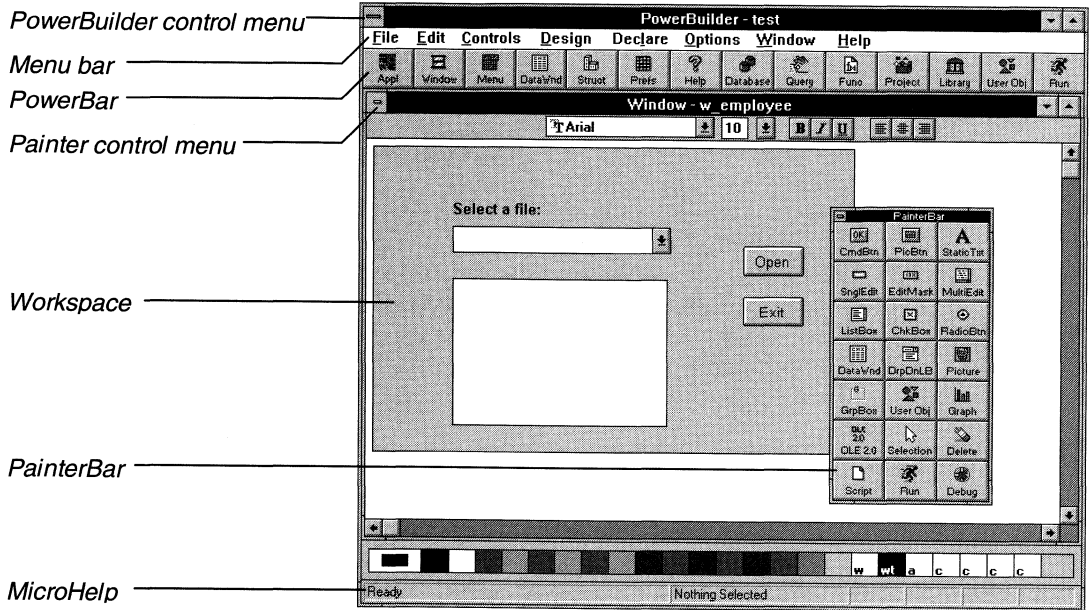 PowerBuilder control menu
Menu bar
PowerBar
Painter control menu
Workspace
PainterBar
MicroHelp
PowerBuilder - test
File Edit Controls Design Declare Options Window Help
Appl Window Menu DataWnd Struct Prefs Help Database Query Func Project Library User Obj Run
Window - w_employee
Arial 10 B I U
Select a file:
Open
Exit
PainterBar
CmdBtn PicBtn StaticTxt
SnglEdit EditMask MultiEdit
ListBox ChkBox RadioBtn
DataWnd DrpDnLB Picture
GrpBox User Obj Graph
OLE 2.0 Selection Delete
Script Run Debug
w wt a c c c c
Ready Nothing Selected